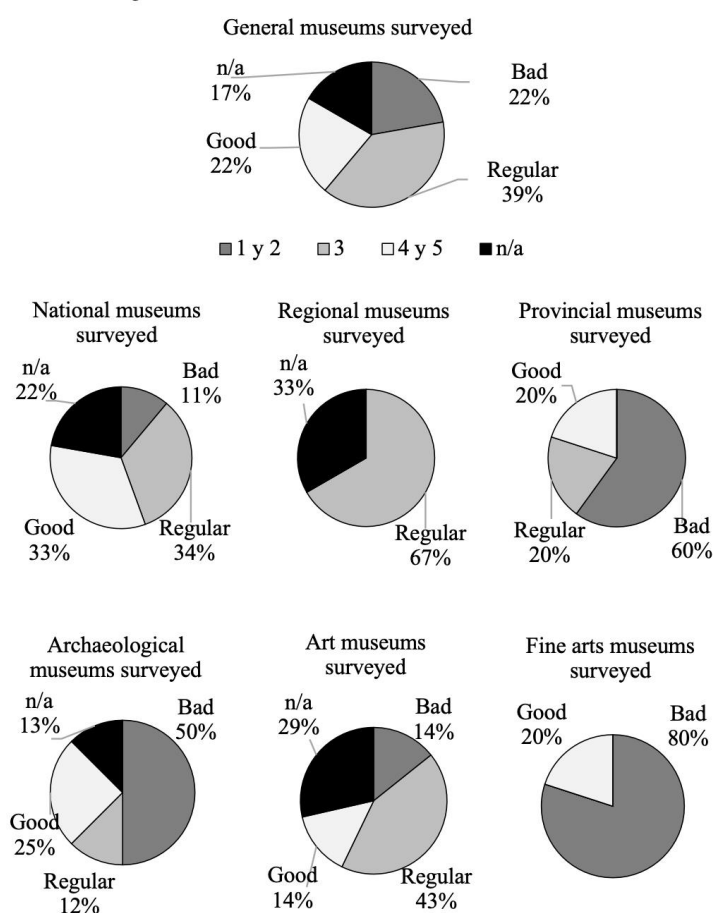 General museums surveyed
n/a
17%
Bad
22%
Good
22%
Regular
39%
1 y 2
3
4 y 5
n/a
National museums
surveyed
n/a
22%
Bad
11%
Good
33%
Regular
34%
Regional museums
surveyed
n/a
33%
Regular
67%
Provincial museums
surveyed
Good
20%
Regular
20%
Bad
60%
Archaeological
museums surveyed
n/a
13%
Bad
50%
Good
25%
Regular
12%
Art museums
surveyed
n/a
29%
Bad
14%
Good
14%
Regular
43%
Fine arts museums
surveyed
Good
20%
Bad
80%